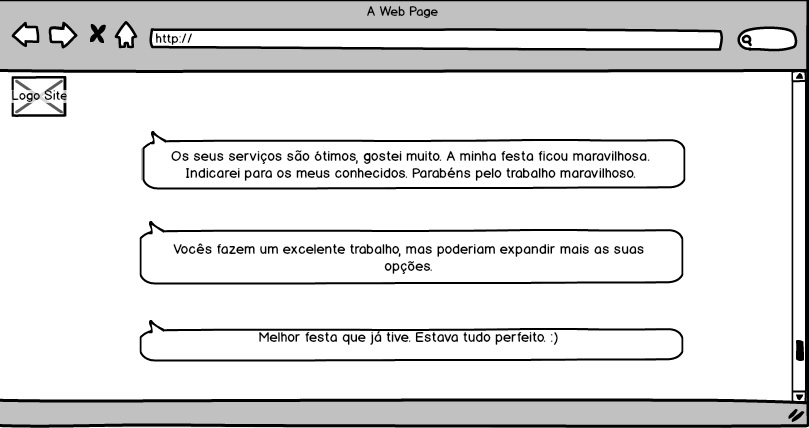 A Web Page
http://
Logo Site
Os seus serviços são ótimos, gostei muito. A minha festa ficou maravilhosa.
Indicarei para os meus conhecidos. Parabéns pelo trabalho maravilhoso.
Vocês fazem um excelente trabalho, mas poderiam expandir mais as suas
opções.
Melhor festa que já tive. Estava tudo perfeito. :)